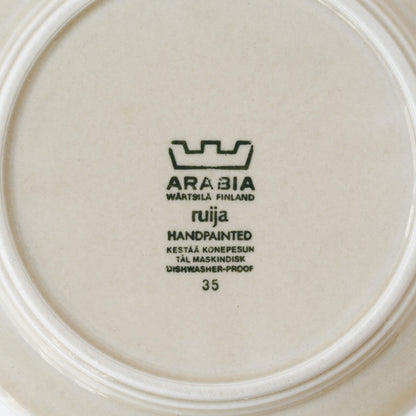 ARABIA
WÄRTSILÄ FINLAND
ruija
HANDPAINTED
KESTÄÄ KONEPESUN
TÅL MASKINDISK
DISHWASHER-PROOF
35